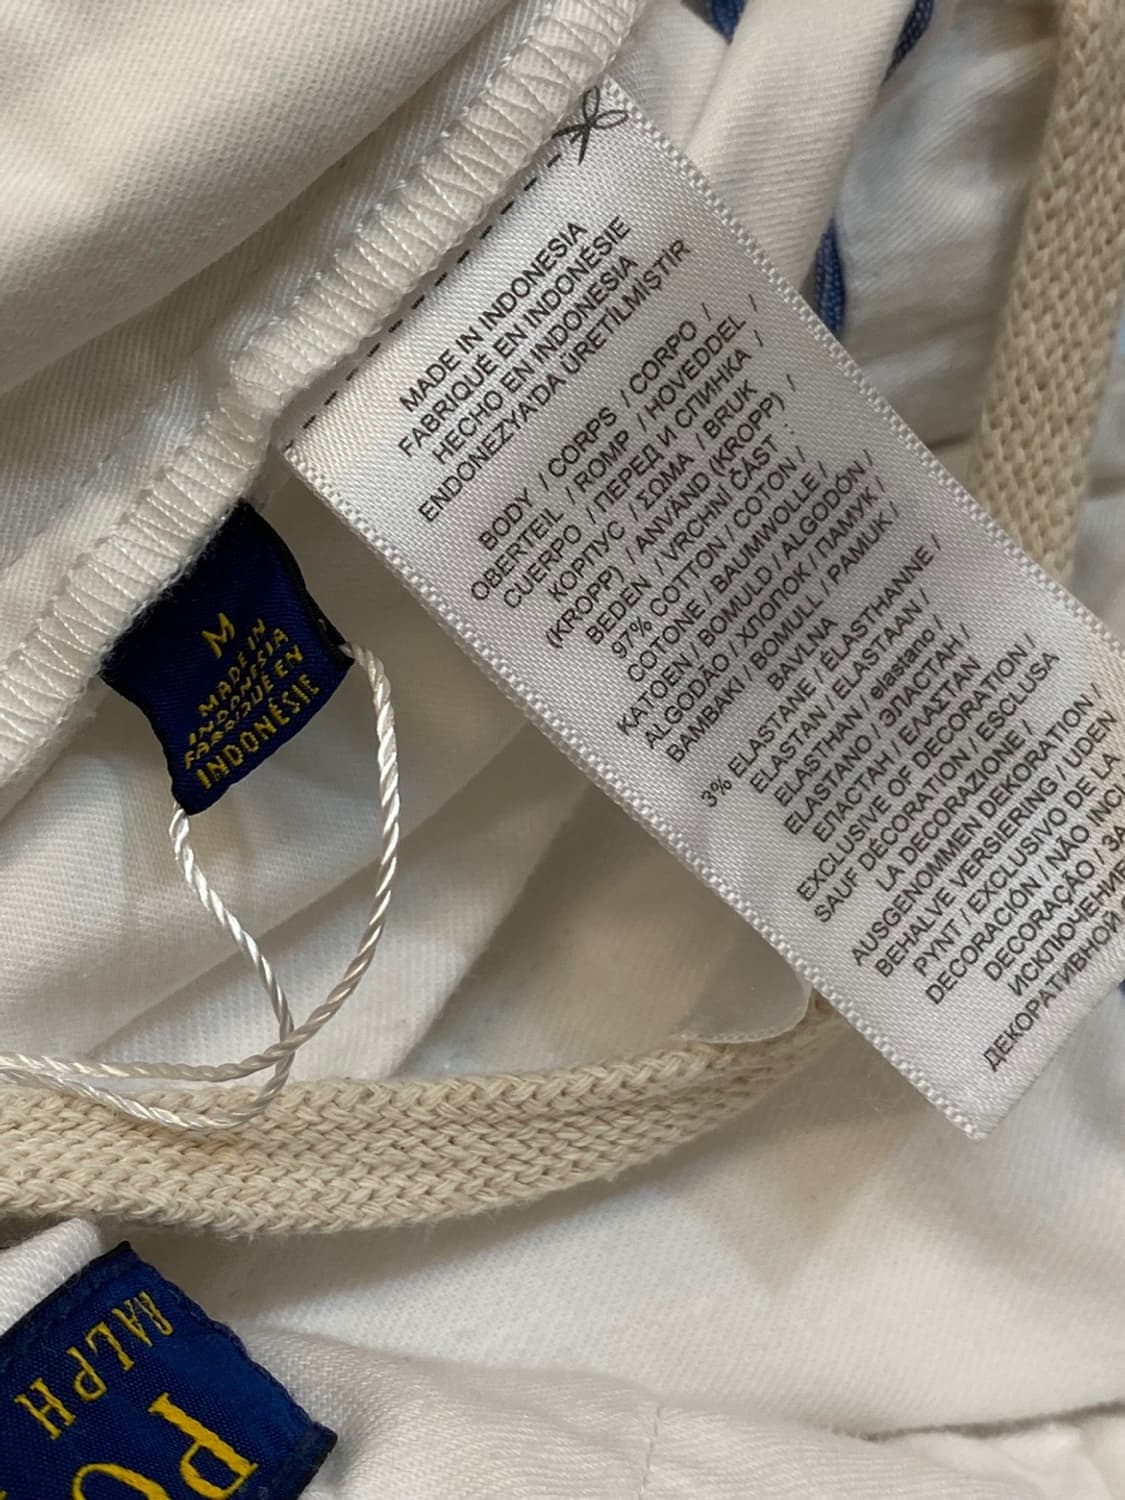 MADE IN INDONESIA
FABRIQUÉ EN INDONÉSIE
HECHO EN INDONESIA
ENDONEZYA'DA ÜRETİLMİŞTİR
BODY / CORPS / CORPO /
OBERTEIL / ROMP / HOVEDDEL /
CUERPO / ПЕРЕД И СПИНКА /
КОРПУС / ΣΩΜΑ / BRUK
(KROPP) / ANVÄND (KROPP) /
BEDEN / VRCHNÍ ČÁST :
97% COTTON / COTON /
COTONE / BAUMWOLLE /
KATOEN / BOMULD / ALGODÓN /
ALGODÃO / ХЛОПОК / ПАМУК /
BAMBAKI / BOMULL / PAMUK /
BAVLNA
3% ELASTANE / ÉLASTHANNE /
ELASTAN / ELASTAAN /
ELASTHAN / elastano /
ELASTANO / ЭЛАСТАН /
ЕПАСТАН / ΕΛΑΣΤΑΝ
EXCLUSIVE OF DECORATION /
SAUF DÉCORATION / ESCLUSA
LA DECORAZIONE /
AUSGENOMMEN DEKORATION /
BEHALVE VERSIERING / UDEN
PYNT / EXCLUSIVO DE LA
DECORACIÓN / NÃO INCL
DECORAÇÃO / ЗА
ИСКЛЮЧЕНИЕ
ДЕКОРАТИВНОЙ
M
MADE IN
INDONESIA
FABRIQUÉ EN
INDONÉSIE
PO
RALPH